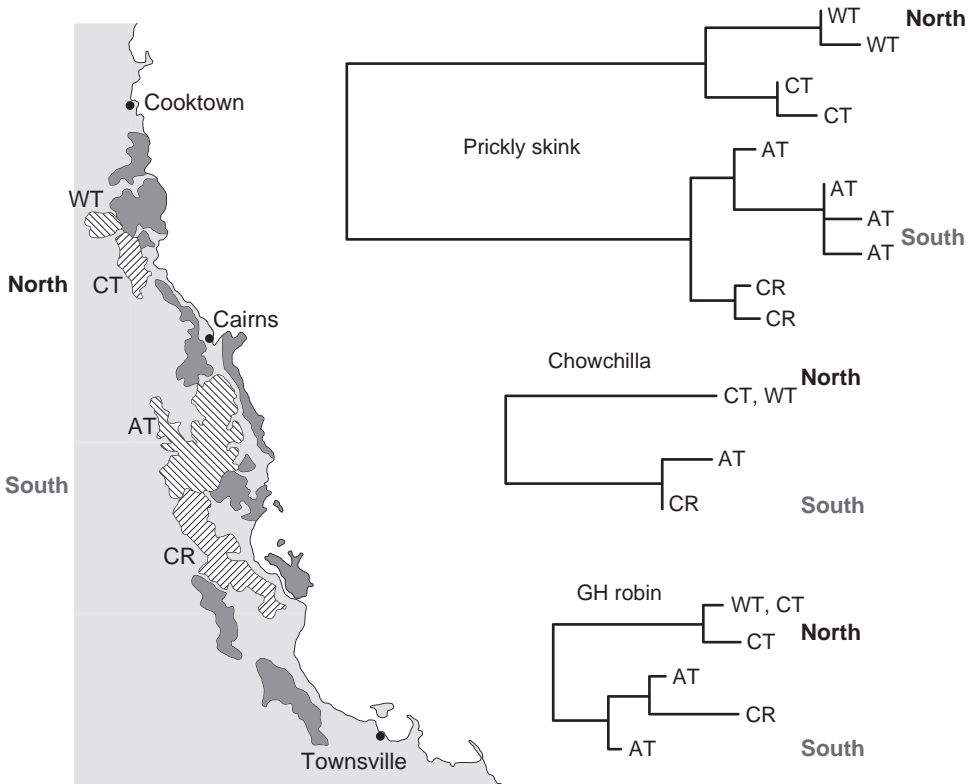 Cooktown
WT
North
CT
Cairns
AT
South
CR
Townsville
WT
North
WT
CT
CT
Prickly skink
AT
AT
AT
South
AT
CR
CR
Chowchilla
North
CT, WT
AT
CR
South
GH robin
WT, CT
North
CT
AT
CR
AT
South